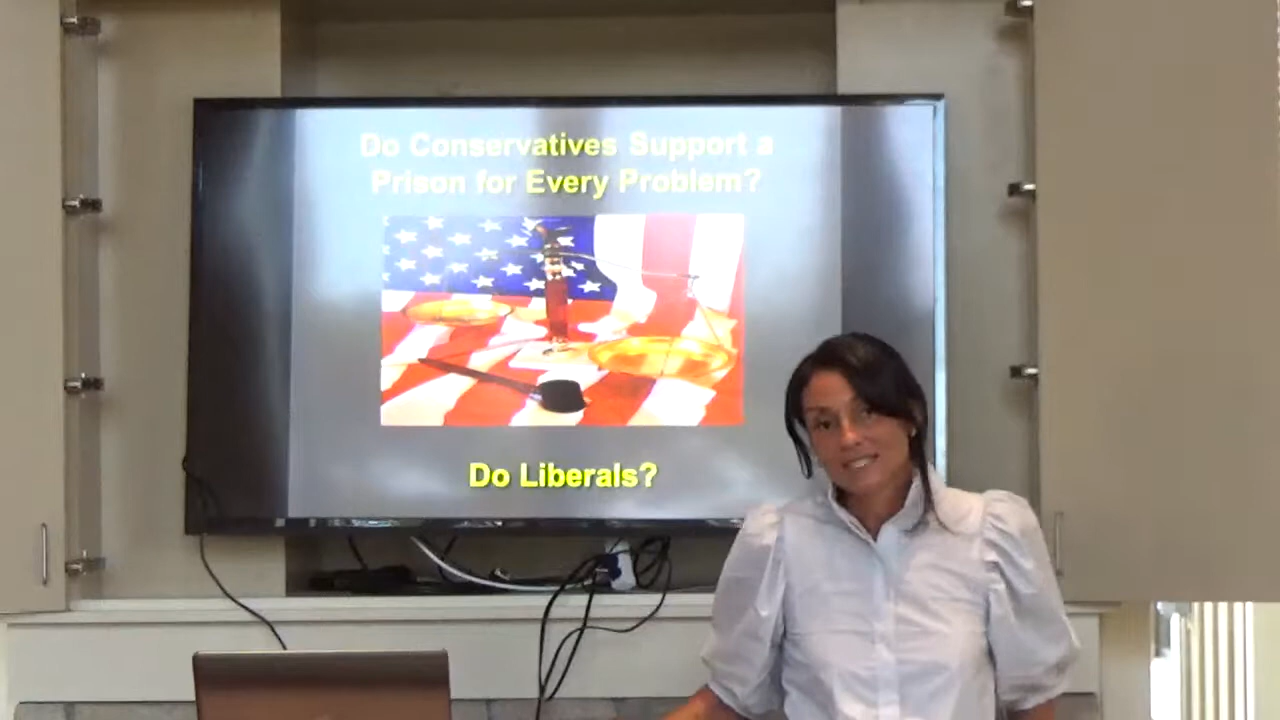 Do Conservatives Support a
Prison for Every Problem?
Do Liberals?